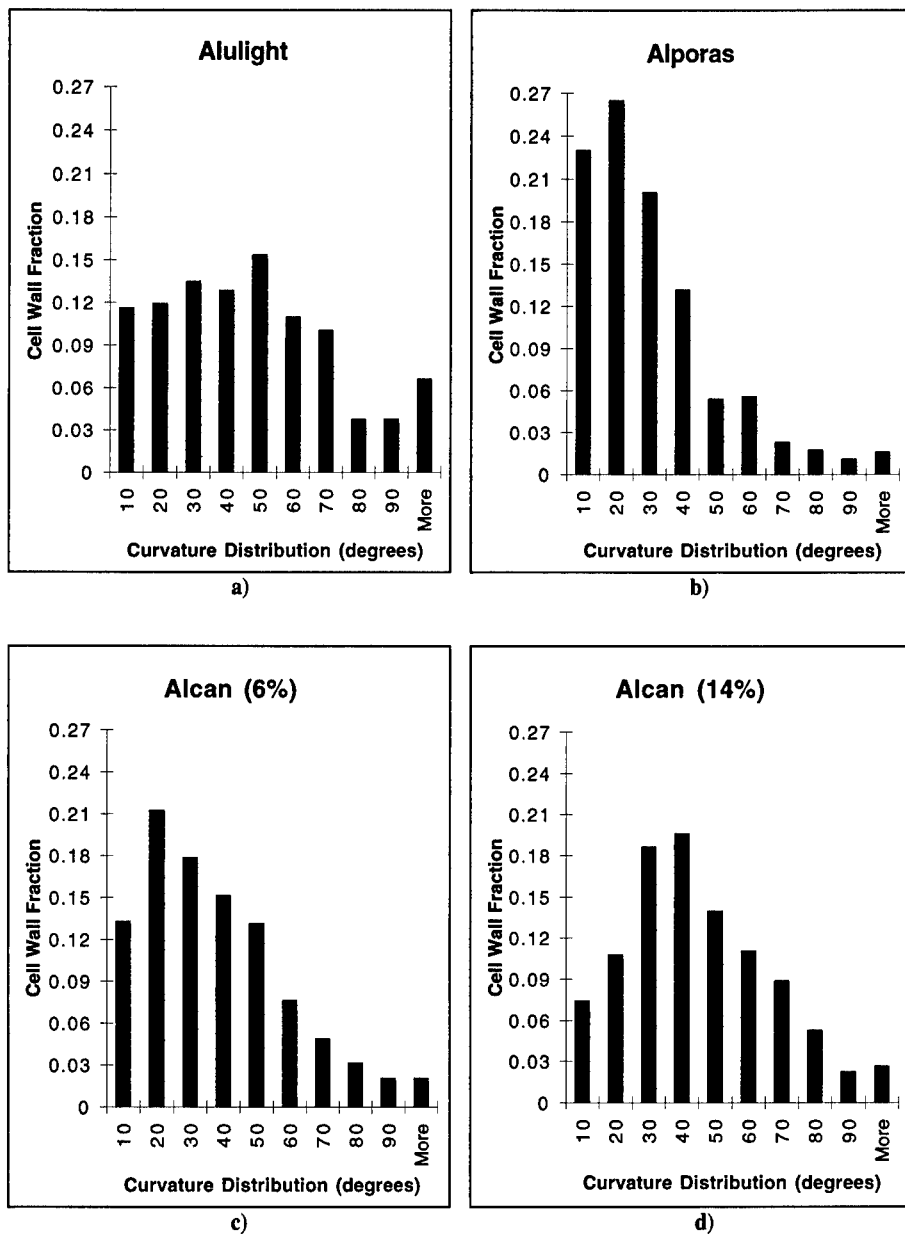 Alulight
0.27
0.24
0.21
0.18
0.15
0.12
0.09
0.06
0.03
0
Cell Wall Fraction
10 20 30 40 50 60 70 80 90 More
Curvature Distribution (degrees)
a)
Alporas
0.27
0.24
0.21
0.18
0.15
0.12
0.09
0.06
0.03
0
Cell Wall Fraction
10 20 30 40 50 60 70 80 90 More
Curvature Distribution (degrees)
b)
Alcan (6%)
0.27
0.24
0.21
0.18
0.15
0.12
0.09
0.06
0.03
0
Cell Wall Fraction
10 20 30 40 50 60 70 80 90 More
Curvature Distribution (degrees)
c)
Alcan (14%)
0.27
0.24
0.21
0.18
0.15
0.12
0.09
0.06
0.03
0
Cell Wall Fraction
10 20 30 40 50 60 70 80 90 More
Curvature Distribution (degrees)
d)